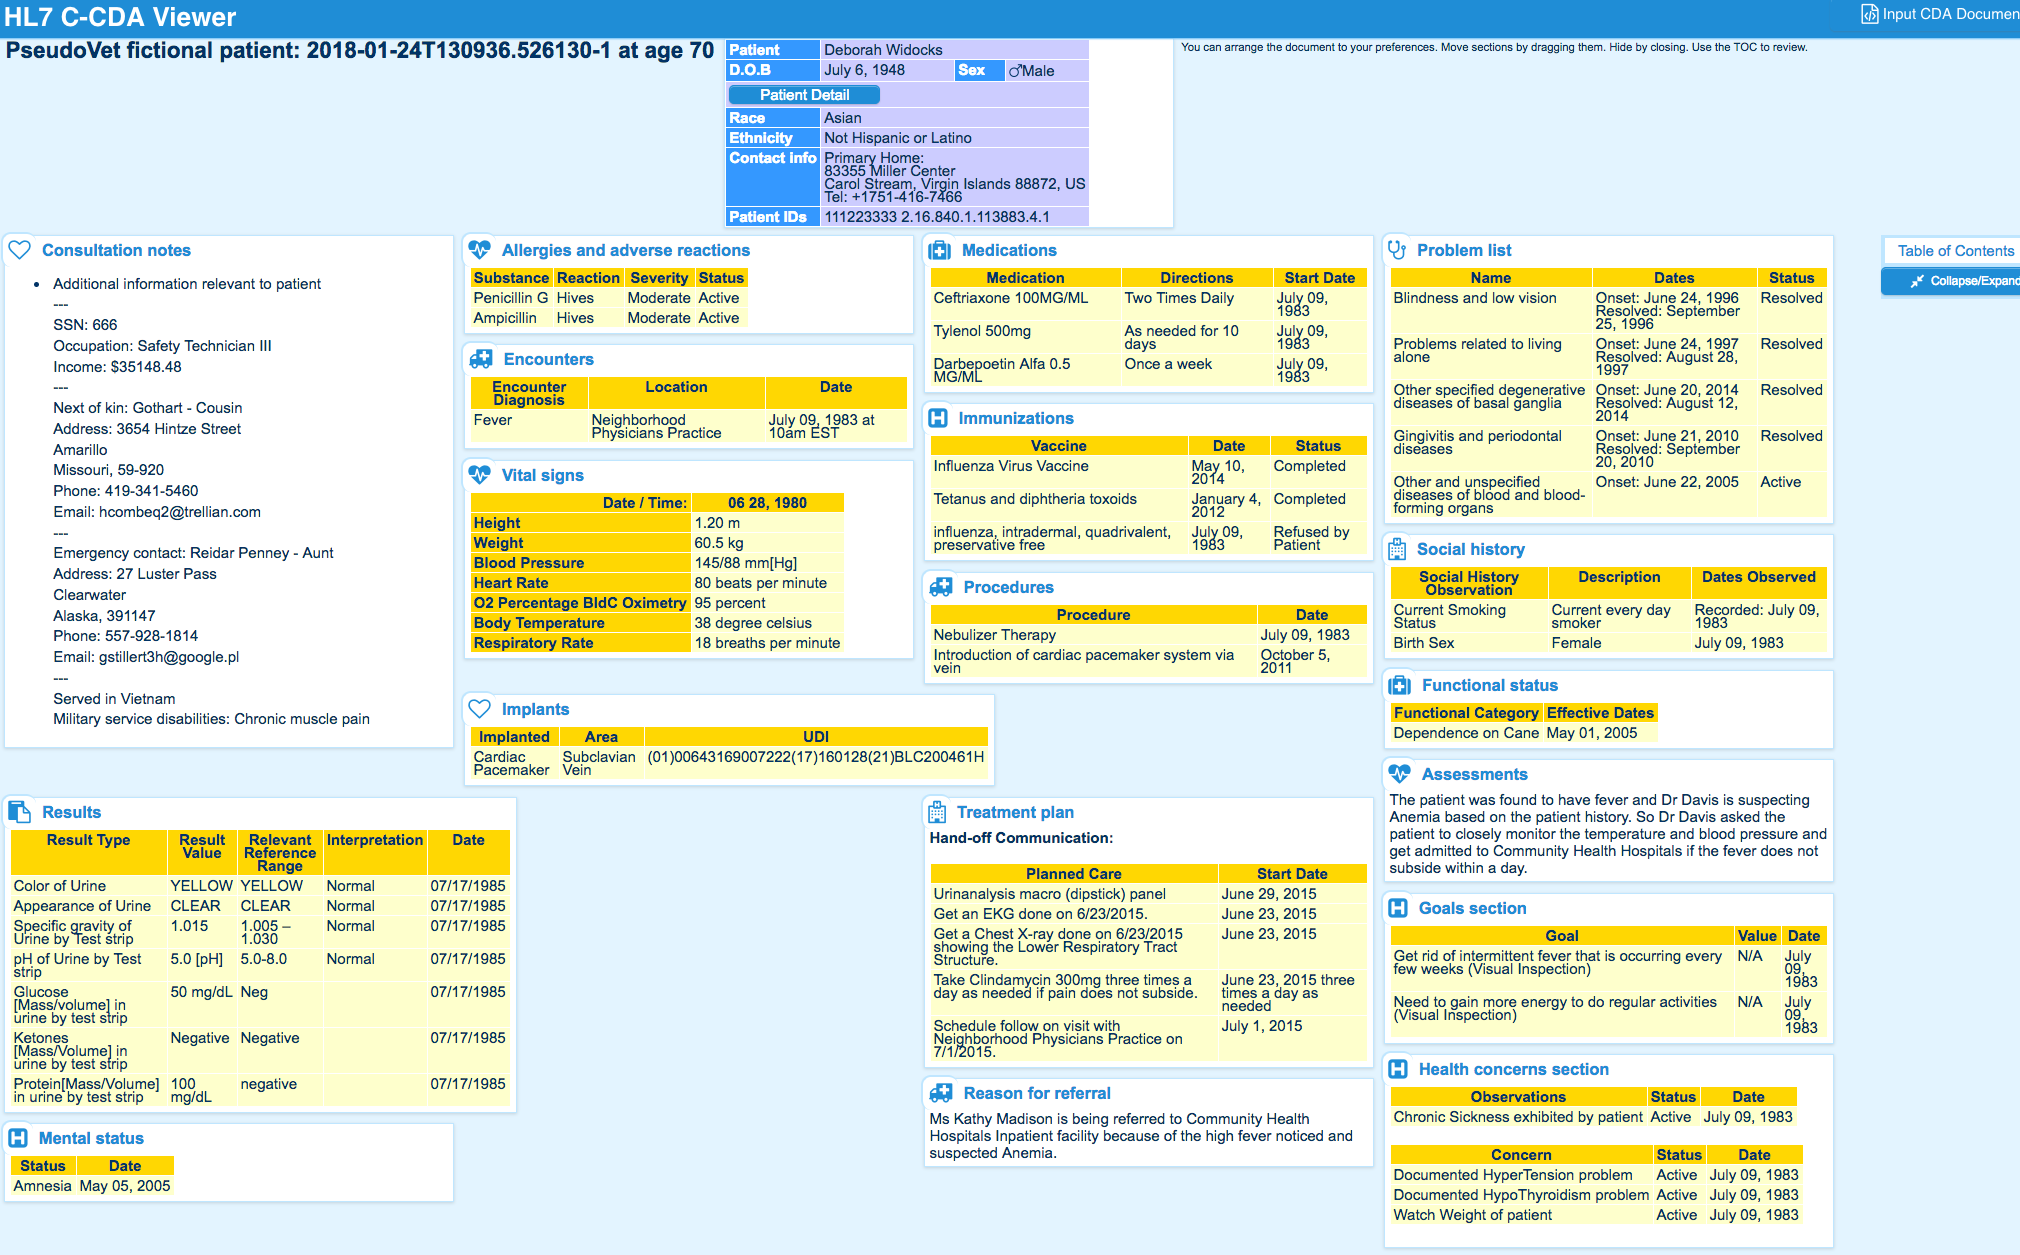 HL7 C-CDA Viewer
Input CDA Documen
PseudoVet fictional patient: 2018-01-24T130936.526130-1 at age 70
Patient Deborah Widocks
D.O.B July 6, 1948 Sex ♂Male
Patient Detail
Race Asian
Ethnicity Not Hispanic or Latino
Contact info Primary Home:
83355 Miller Center
Carol Stream, Virgin Islands 88872, US
Tel: +1751-416-7466
Patient IDs 111223333 2.16.840.1.113883.4.1
You can arrange the document to your preferences. Move sections by dragging them. Hide by closing. Use the TOC to review.
Table of Contents
Collapse/Expand
Consultation notes
• Additional information relevant to patient
---
SSN: 666
Occupation: Safety Technician III
Income: $35148.48
---
Next of kin: Gothart - Cousin
Address: 3654 Hintze Street
Amarillo
Missouri, 59-920
Phone: 419-341-5460
Email: hcombeq2@trellian.com
---
Emergency contact: Reidar Penney - Aunt
Address: 27 Luster Pass
Clearwater
Alaska, 391147
Phone: 557-928-1814
Email: gstillert3h@google.pl
---
Served in Vietnam
Military service disabilities: Chronic muscle pain
Allergies and adverse reactions
Substance Reaction Severity Status
Penicillin G Hives Moderate Active
Ampicillin Hives Moderate Active
Encounters
Encounter Diagnosis Location Date
Fever Neighborhood Physicians Practice July 09, 1983 at 10am EST
Vital signs
Date / Time: 06 28, 1980
Height 1.20 m
Weight 60.5 kg
Blood Pressure 145/88 mm[Hg]
Heart Rate 80 beats per minute
O2 Percentage BldC Oximetry 95 percent
Body Temperature 38 degree celsius
Respiratory Rate 18 breaths per minute
Implants
Implanted Area UDI
Cardiac Pacemaker Subclavian Vein (01)00643169007222(17)160128(21)BLC200461H
Medications
Medication Directions Start Date
Ceftriaxone 100MG/ML Two Times Daily July 09, 1983
Tylenol 500mg As needed for 10 days July 09, 1983
Darbepoetin Alfa 0.5 MG/ML Once a week July 09, 1983
Immunizations
Vaccine Date Status
Influenza Virus Vaccine May 10, 2014 Completed
Tetanus and diphtheria toxoids January 4, 2012 Completed
influenza, intradermal, quadrivalent, preservative free July 09, 1983 Refused by Patient
Procedures
Procedure Date
Nebulizer Therapy July 09, 1983
Introduction of cardiac pacemaker system via vein October 5, 2011
Problem list
Name Dates Status
Blindness and low vision Onset: June 24, 1996 Resolved: September 25, 1996 Resolved
Problems related to living alone Onset: June 24, 1997 Resolved: August 28, 1997 Resolved
Other specified degenerative diseases of basal ganglia Onset: June 20, 2014 Resolved: August 12, 2014 Resolved
Gingivitis and periodontal diseases Onset: June 21, 2010 Resolved: September 20, 2010 Resolved
Other and unspecified diseases of blood and blood-forming organs Onset: June 22, 2005 Active
Social history
Social History Observation Description Dates Observed
Current Smoking Status Current every day smoker Recorded: July 09, 1983
Birth Sex Female July 09, 1983
Functional status
Functional Category Effective Dates
Dependence on Cane May 01, 2005
Assessments
The patient was found to have fever and Dr Davis is suspecting
Anemia based on the patient history. So Dr Davis asked the
patient to closely monitor the temperature and blood pressure and
get admitted to Community Health Hospitals if the fever does not
subside within a day.
Results
Result Type Result Value Relevant Reference Range Interpretation Date
Color of Urine YELLOW YELLOW Normal 07/17/1985
Appearance of Urine CLEAR CLEAR Normal 07/17/1985
Specific gravity of Urine by Test strip 1.015 1.005 – 1.030 Normal 07/17/1985
pH of Urine by Test strip 5.0 [pH] 5.0-8.0 Normal 07/17/1985
Glucose [Mass/volume] in urine by test strip 50 mg/dL Neg 07/17/1985
Ketones [Mass/Volume] in urine by test strip Negative Negative 07/17/1985
Protein[Mass/Volume] in urine by test strip 100 mg/dL negative 07/17/1985
Mental status
Status Date
Amnesia May 05, 2005
Treatment plan
Hand-off Communication:
Planned Care Start Date
Urinanalysis macro (dipstick) panel June 29, 2015
Get an EKG done on 6/23/2015. June 23, 2015
Get a Chest X-ray done on 6/23/2015 showing the Lower Respiratory Tract Structure. June 23, 2015
Take Clindamycin 300mg three times a day as needed if pain does not subside. June 23, 2015 three times a day as needed
Schedule follow on visit with Neighborhood Physicians Practice on 7/1/2015. July 1, 2015
Reason for referral
Ms Kathy Madison is being referred to Community Health
Hospitals Inpatient facility because of the high fever noticed and
suspected Anemia.
Goals section
Goal Value Date
Get rid of intermittent fever that is occurring every few weeks (Visual Inspection) N/A July 09, 1983
Need to gain more energy to do regular activities (Visual Inspection) N/A July 09, 1983
Health concerns section
Observations Status Date
Chronic Sickness exhibited by patient Active July 09, 1983
Concern Status Date
Documented HyperTension problem Active July 09, 1983
Documented HypoThyroidism problem Active July 09, 1983
Watch Weight of patient Active July 09, 1983